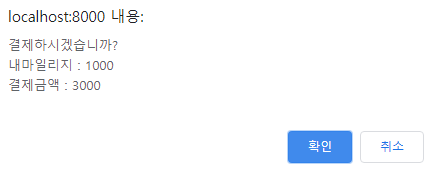 localhost:8000 내용:
결제하시겠습니까?
내마일리지 : 1000
결제금액 : 3000
확인
취소